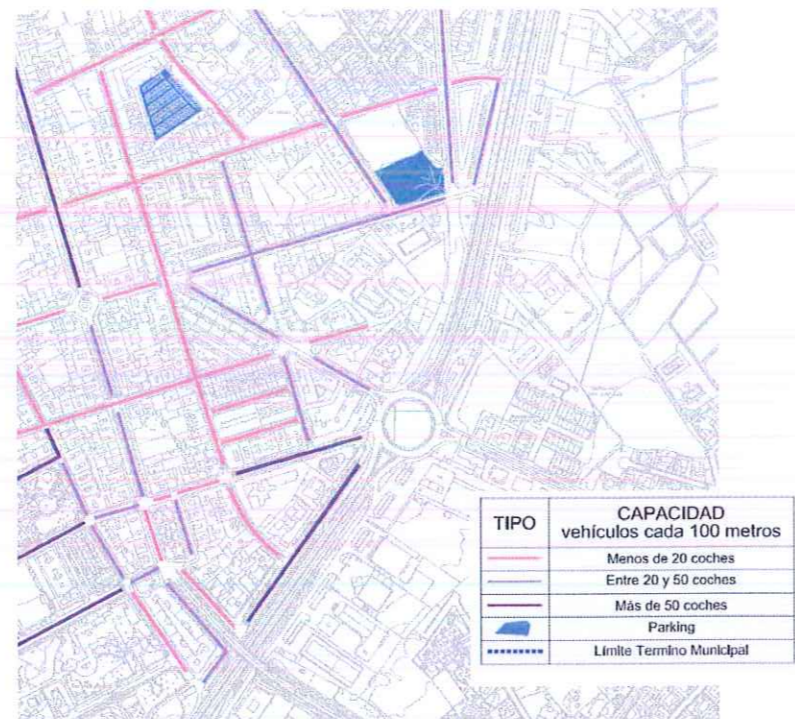 TIPO
CAPACIDAD
vehículos cada 100 metros
Menos de 20 coches
Entre 20 y 50 coches
Más de 50 coches
Parking
Límite Termino Municipal